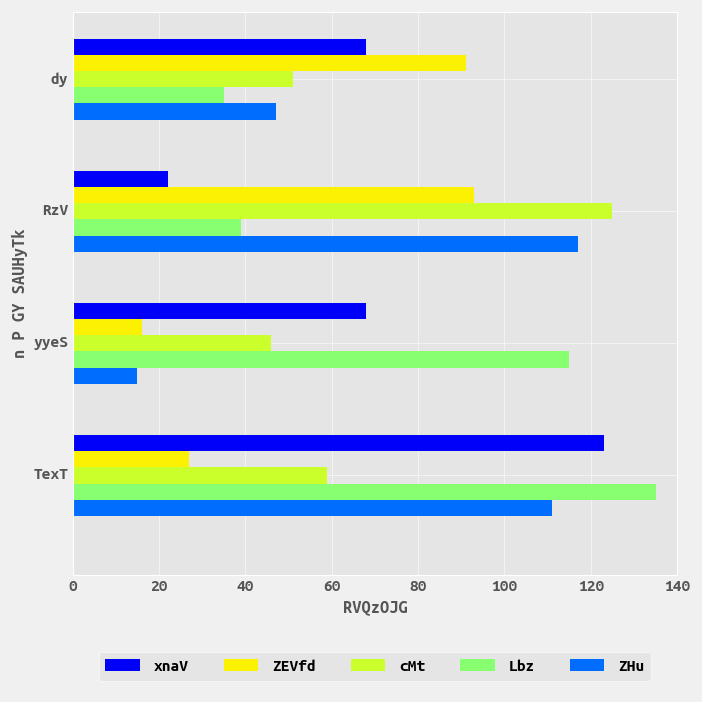 dy
RzV
yyeS
TexT
n P GY SAUHyTk
0 20 40 60 80 100 120 140
RVQzOJG
xnaV ZEVfd cMt Lbz ZHu